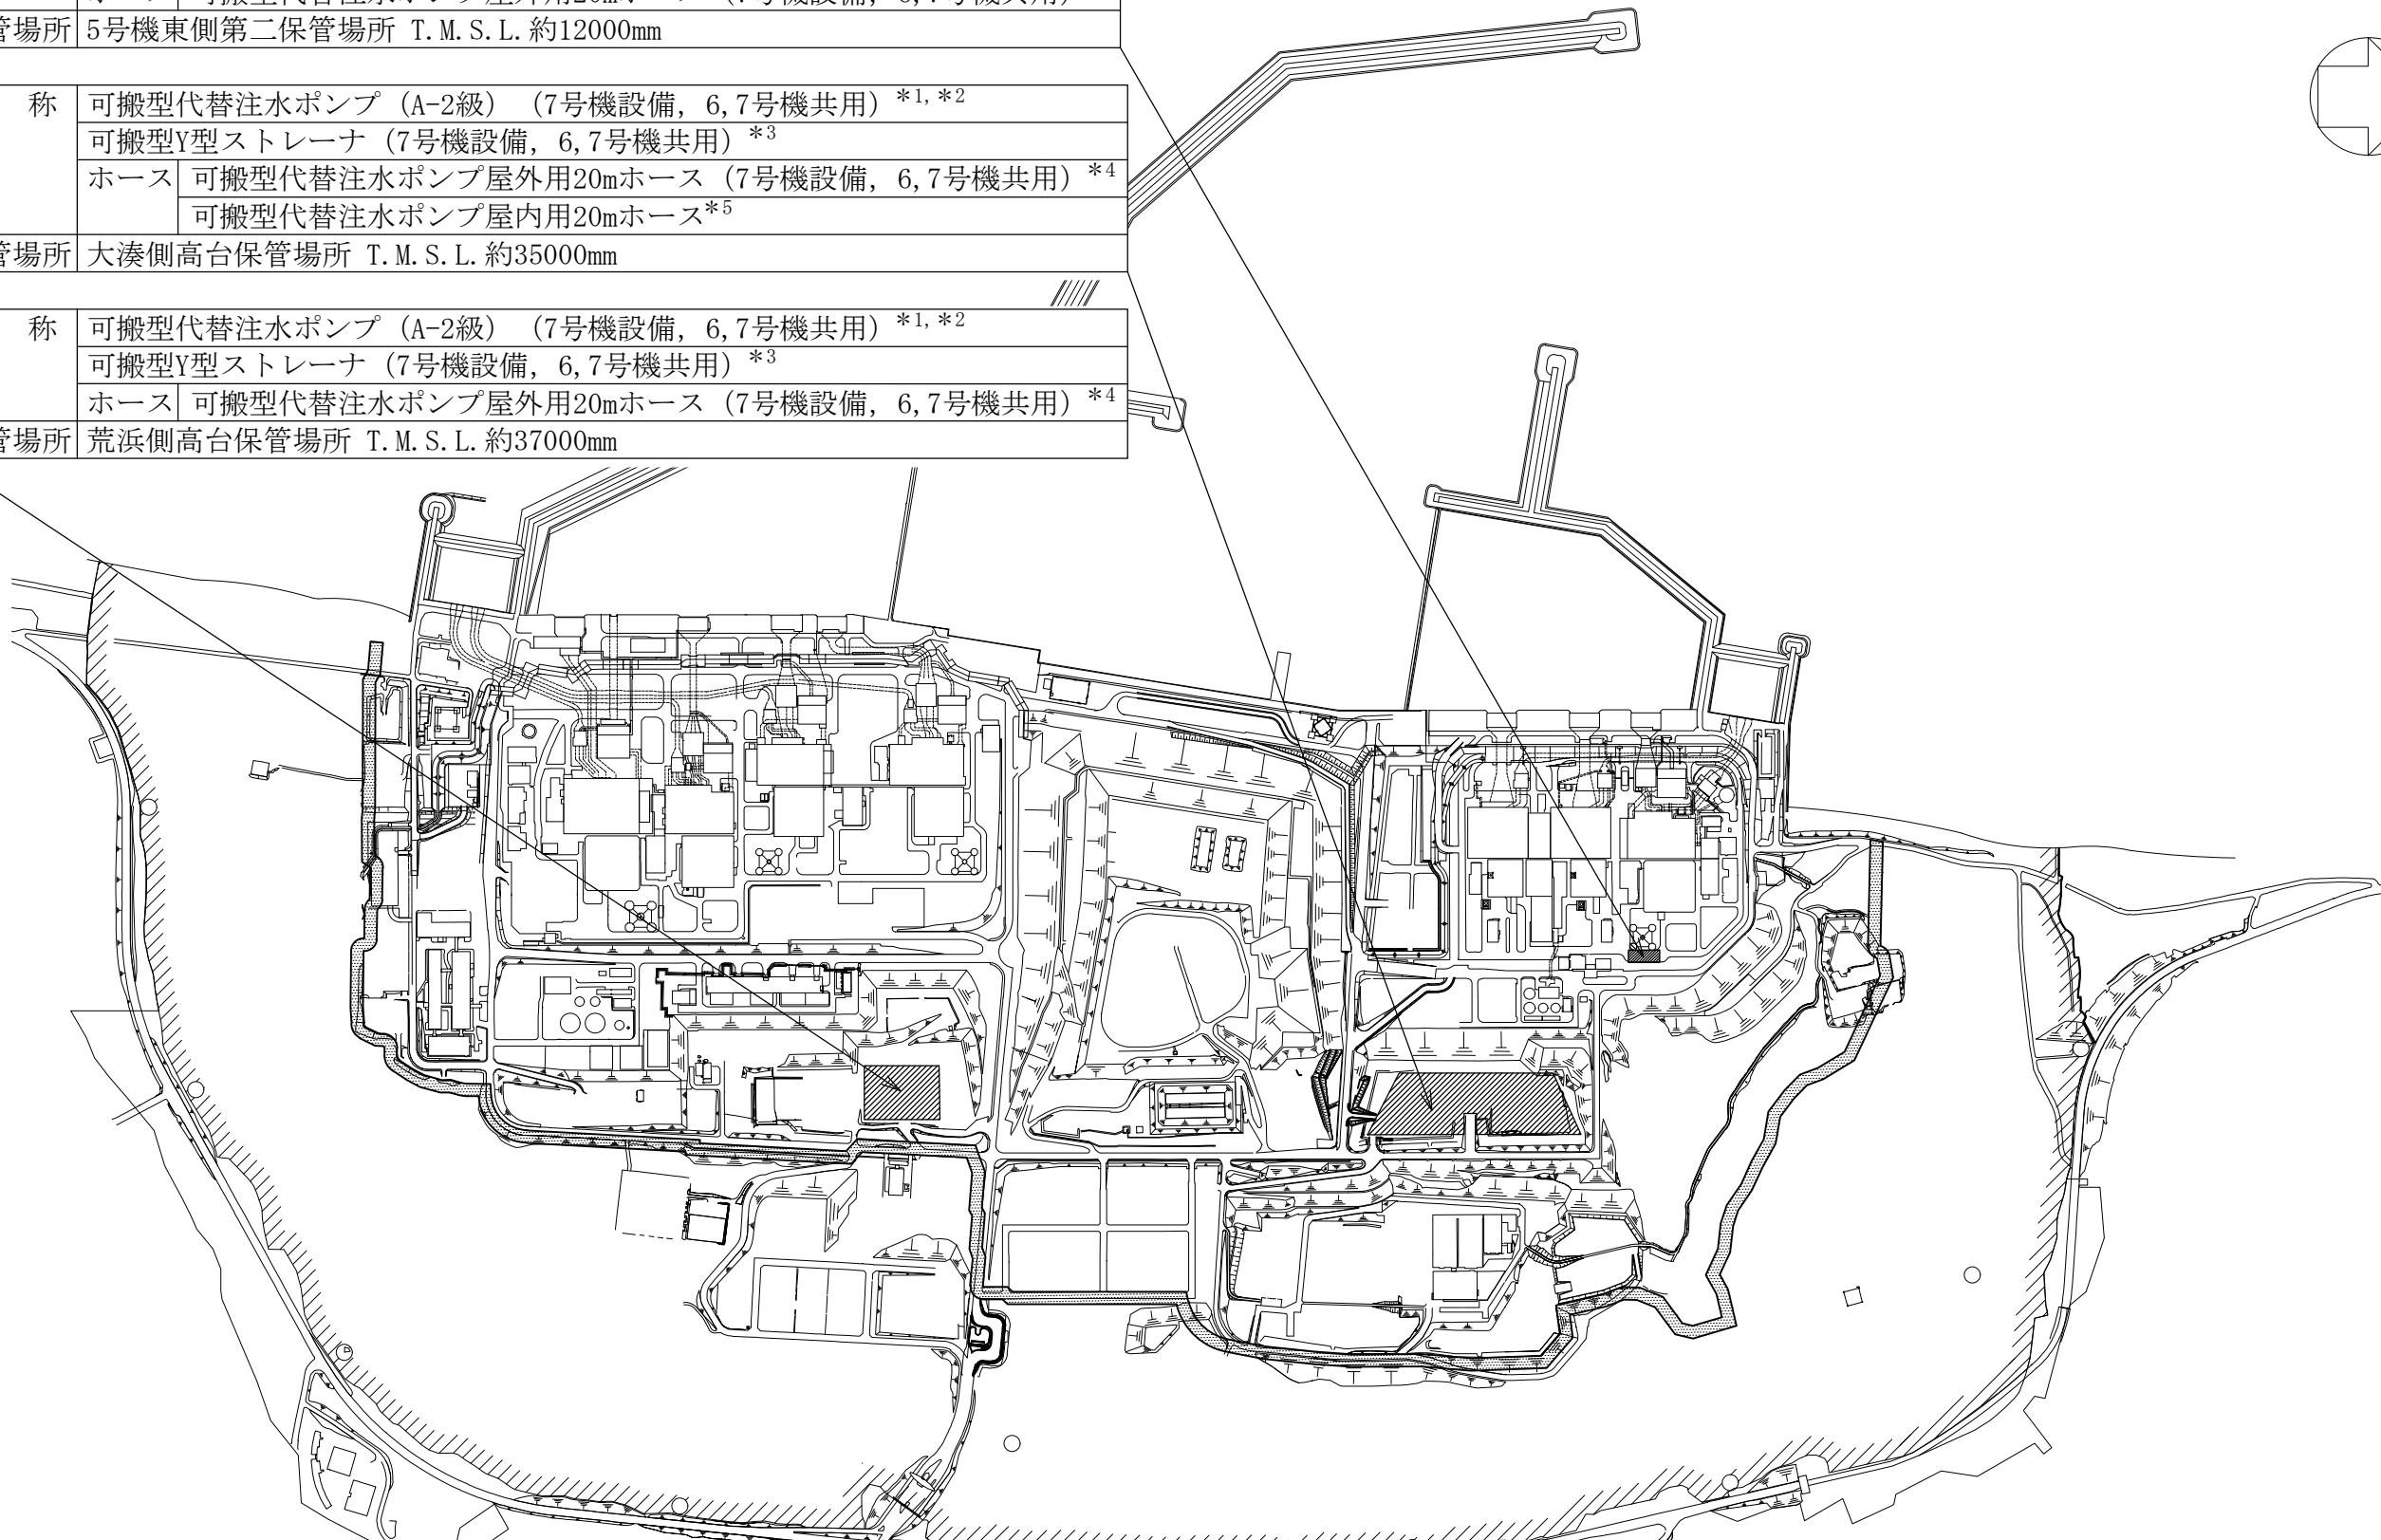 場所 5号機東側第二保管場所 T.M.S.L.約12000mm
称 可搬型代替注水ポンプ（A-2級）（7号機設備, 6,7号機共用）*1,*2
可搬型Y型ストレーナ（7号機設備, 6,7号機共用）*3
ホース 可搬型代替注水ポンプ屋外用20mホース（7号機設備, 6,7号機共用）*4
可搬型代替注水ポンプ屋内用20mホース*5
管場所 大湊側高台保管場所 T.M.S.L.約35000mm
称 可搬型代替注水ポンプ（A-2級）（7号機設備, 6,7号機共用）*1,*2
可搬型Y型ストレーナ（7号機設備, 6,7号機共用）*3
ホース 可搬型代替注水ポンプ屋外用20mホース（7号機設備, 6,7号機共用）*4
管場所 荒浜側高台保管場所 T.M.S.L.約37000mm